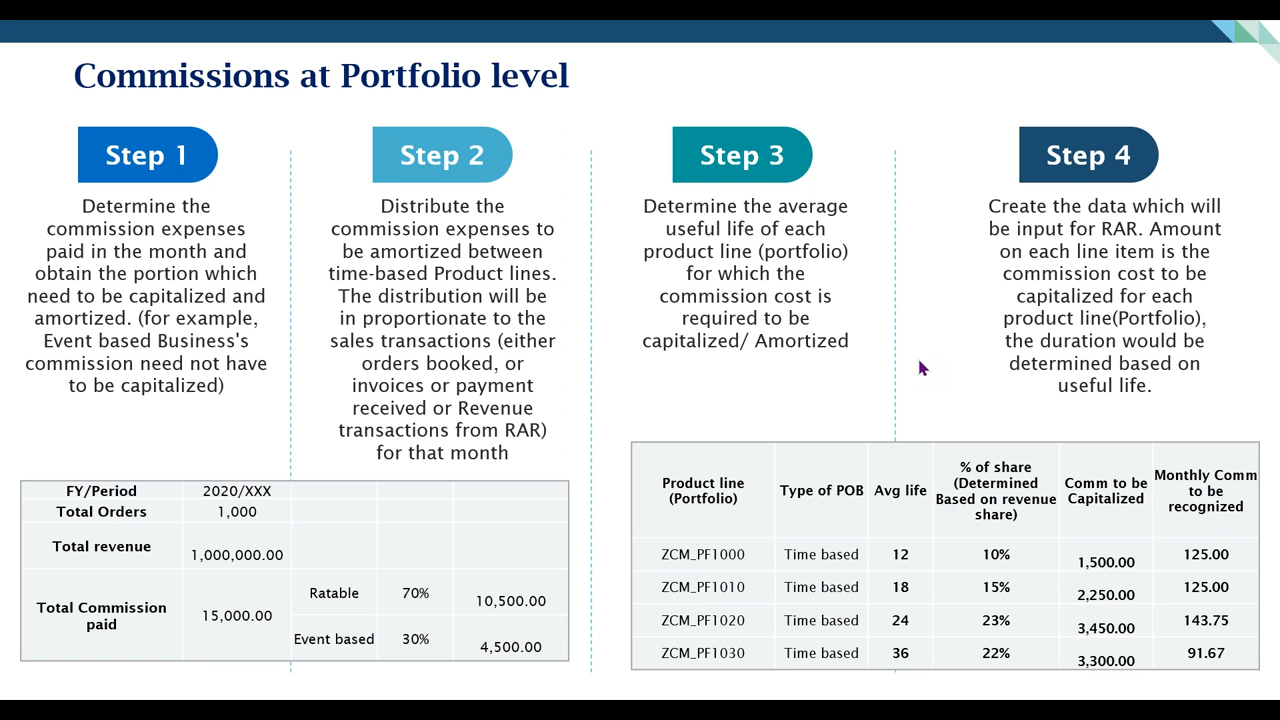 Commissions at Portfolio level
Step 1
Determine the
commission expenses
paid in the month and
obtain the portion which
need to be capitalized and
amortized. (for example,
Event based Business's
commission need not have
to be capitalized)
Step 2
Distribute the
commission expenses to
be amortized between
time-based Product lines.
The distribution will be
in proportionate to the
sales transactions (either
orders booked, or
invoices or payment
received or Revenue
transactions from RAR)
for that month
Step 3
Determine the average
useful life of each
product line (portfolio)
for which the
commission cost is
required to be
capitalized/ Amortized
Step 4
Create the data which will
be input for RAR. Amount
on each line item is the
commission cost to be
capitalized for each
product line(Portfolio),
the duration would be
determined based on
useful life.
FY/Period 2020/XXX
Total Orders 1,000
Total revenue 1,000,000.00
Total Commission
paid
15,000.00
Ratable 70% 10,500.00
Event based 30% 4,500.00
Product line
(Portfolio)
Type of POB
Avg life
% of share
(Determined
Based on revenue
share)
Comm to be
Capitalized
Monthly Comm
to be
recognized
ZCM_PF1000 Time based 12 10% 1,500.00 125.00
ZCM_PF1010 Time based 18 15% 2,250.00 125.00
ZCM_PF1020 Time based 24 23% 3,450.00 143.75
ZCM_PF1030 Time based 36 22% 3,300.00 91.67